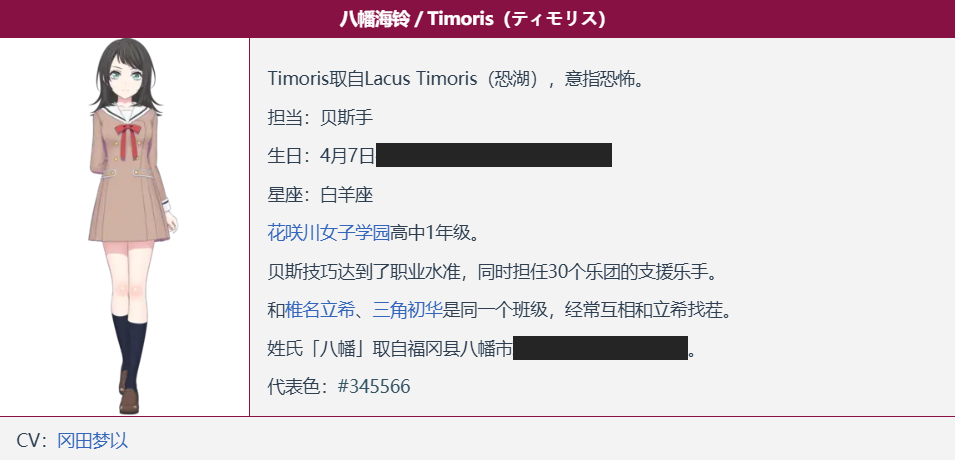 八幡海铃 / Timoris（ティモリス）
Timoris取自Lacus Timoris（恐湖），意指恐怖。
担当：贝斯手
生日：4月7日
星座：白羊座
花咲川女子学园高中1年级。
贝斯技巧达到了职业水准，同时担任30个乐团的支援乐手。
和椎名立希、三角初华是同一个班级，经常互相和立希找茬。
姓氏「八幡」取自福冈县八幡市。
代表色：#345566
CV：冈田梦以